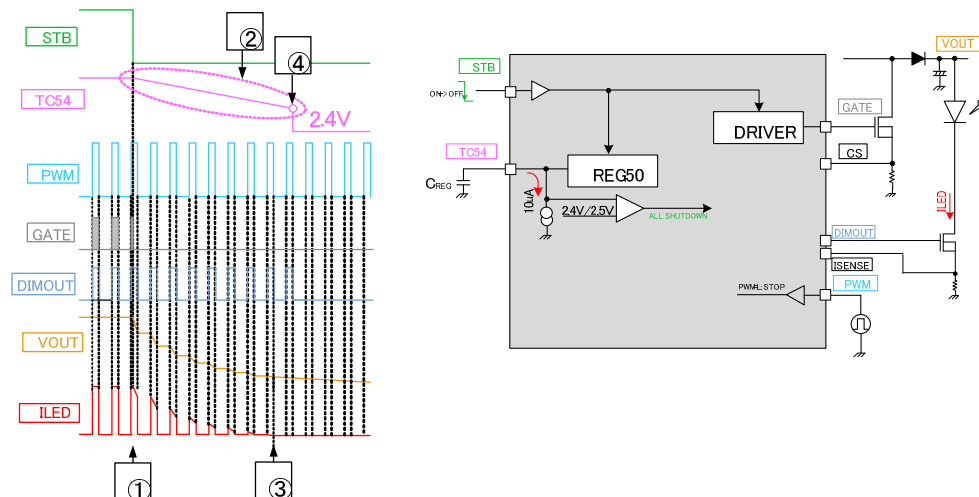 STB
②
④
TC54
2.4V
PWM
GATE
DIMOUT
VOUT
ILED
①
③
STB
ON→OFF
TC54
CREG
10uA
REG50
2.4V/2.5V
ALL SHUTDOWN
DRIVER
GATE
CS
VOUT
ILED
DIMOUT
ISENSE
PWM
PWM=L:STOP